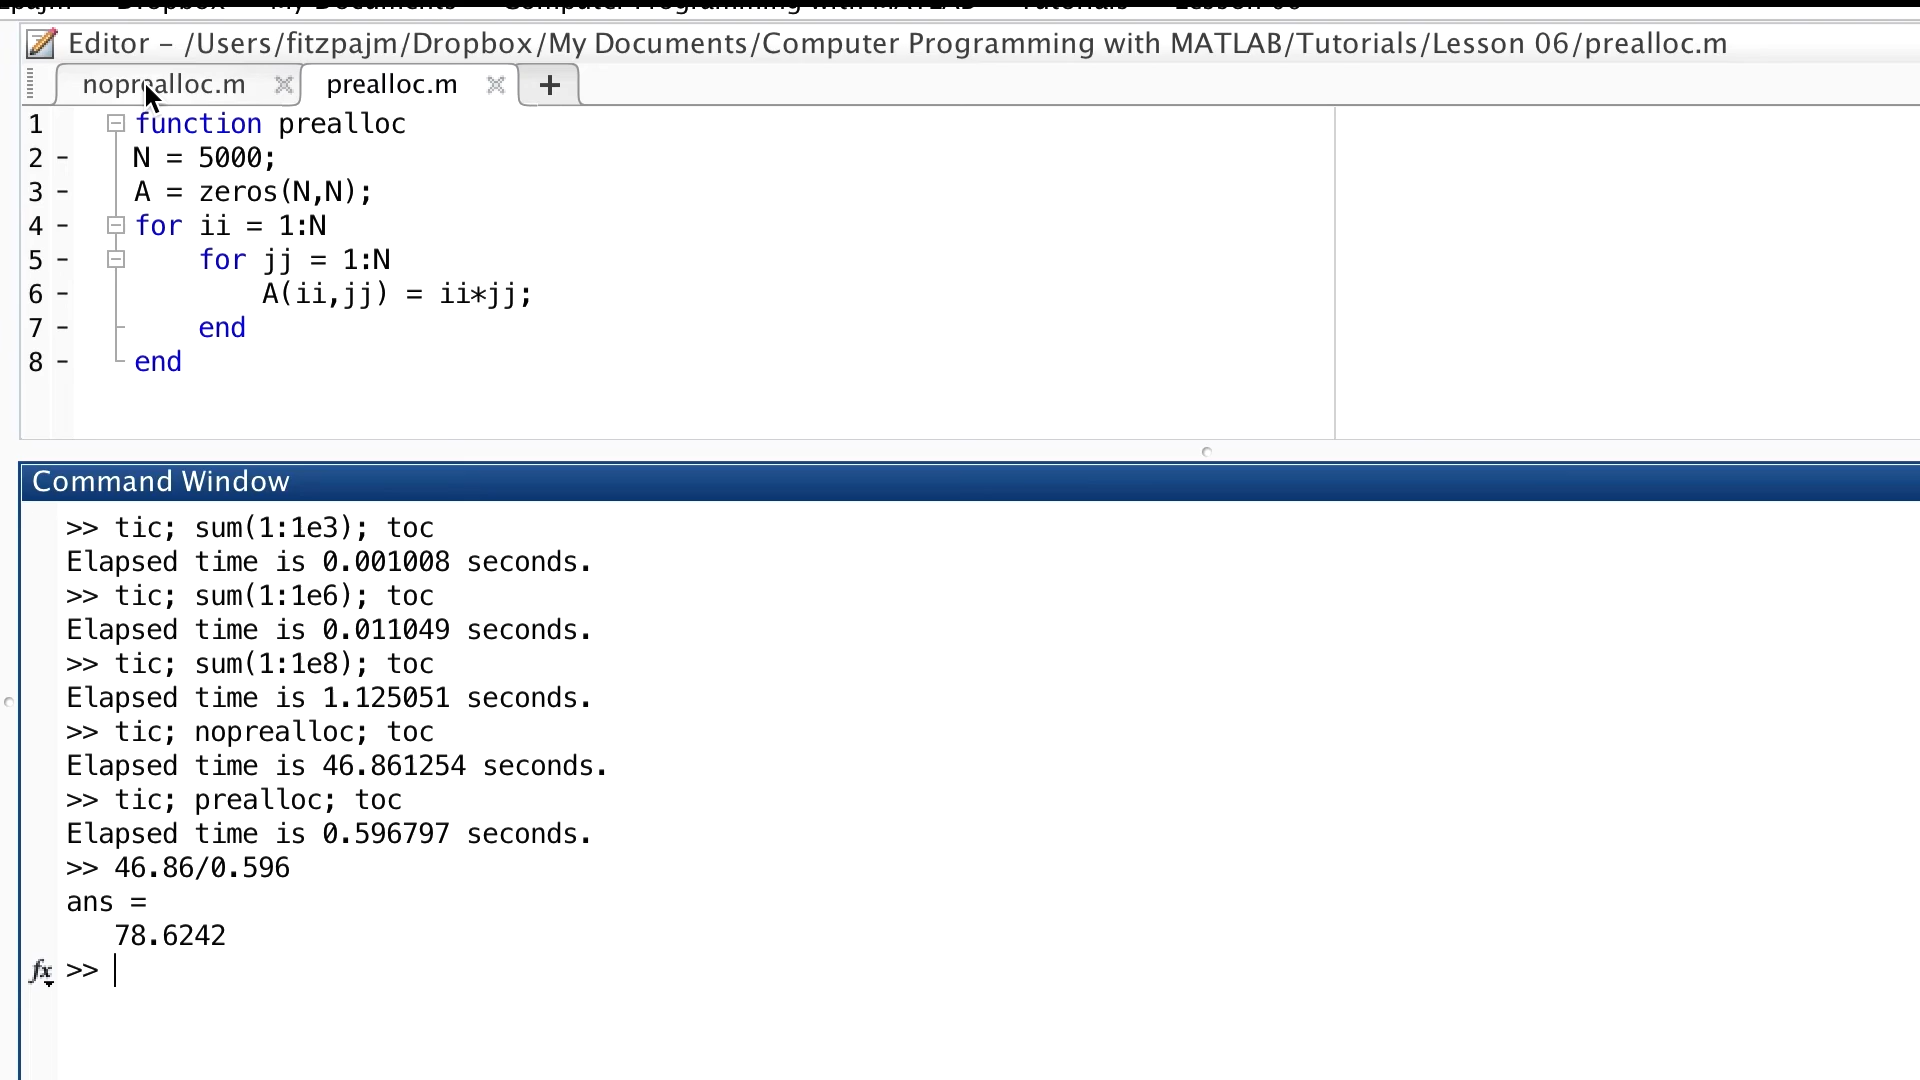 Editor – /Users/fitzpajm/Dropbox/My Documents/Computer Programming with MATLAB/Tutorials/Lesson 06/prealloc.m
noprealloc.m prealloc.m +
1 function prealloc
2 - N = 5000;
3 - A = zeros(N,N);
4 - for ii = 1:N
5 - for jj = 1:N
6 - A(ii,jj) = ii*jj;
7 - end
8 - end
Command Window
>> tic; sum(1:1e3); toc
Elapsed time is 0.001008 seconds.
>> tic; sum(1:1e6); toc
Elapsed time is 0.011049 seconds.
>> tic; sum(1:1e8); toc
Elapsed time is 1.125051 seconds.
>> tic; noprealloc; toc
Elapsed time is 46.861254 seconds.
>> tic; prealloc; toc
Elapsed time is 0.596797 seconds.
>> 46.86/0.596
ans =
78.6242
fx >>